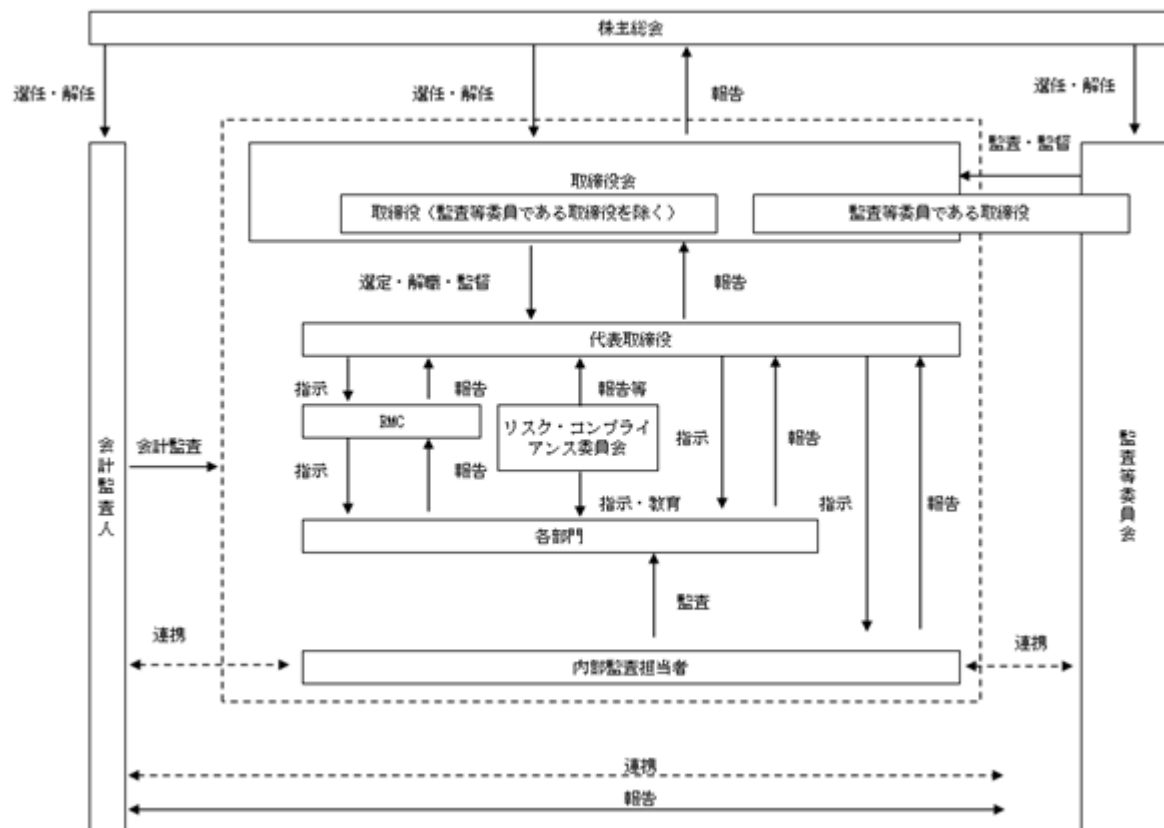 株主総会
選任・解任
選任・解任
報告
選任・解任
監査・監督
取締役会
取締役（監査等委員である取締役を除く）
監査等委員である取締役
選定・解職・監督
報告
代表取締役
指示
報告
報告等
RMC
リスク・コンプライ
アンス委員会
指示
報告
指示
報告
会計監査
会計監査人
監査等委員会
指示・教育
指示
報告
各部門
監査
連携
連携
内部監査担当者
連携
報告